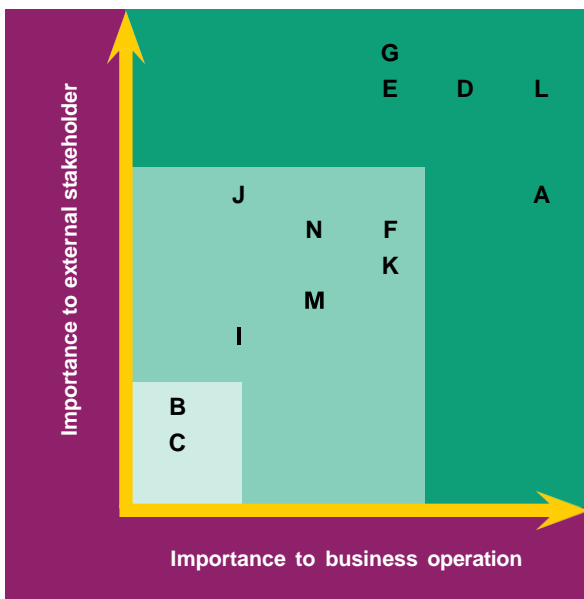 Importance to external stakeholder
G
E D L
J A
N F
K
M
I
B
C
Importance to business operation